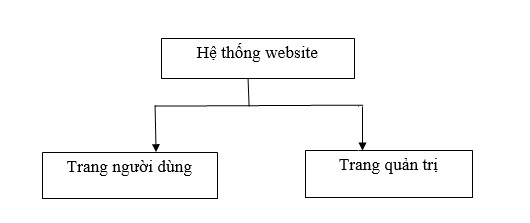 Hệ thống website
Trang người dùng
Trang quản trị